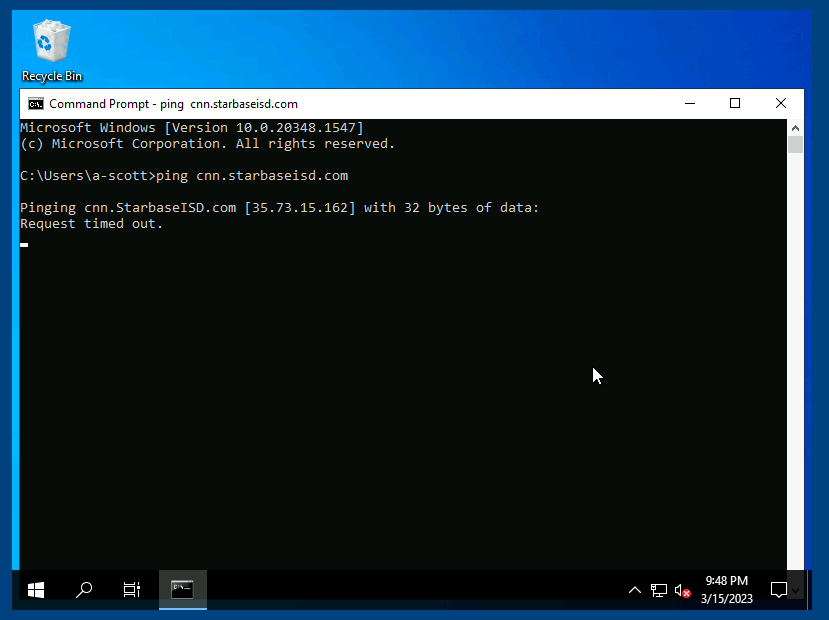 Recycle Bin
Command Prompt - ping  cnn.starbaseisd.com
Microsoft Windows [Version 10.0.20348.1547]
(c) Microsoft Corporation. All rights reserved.
C:\Users\a-scott>ping cnn.starbaseisd.com
Pinging cnn.StarbaseISD.com [35.73.15.162] with 32 bytes of data:
Request timed out.
9:48 PM
3/15/2023